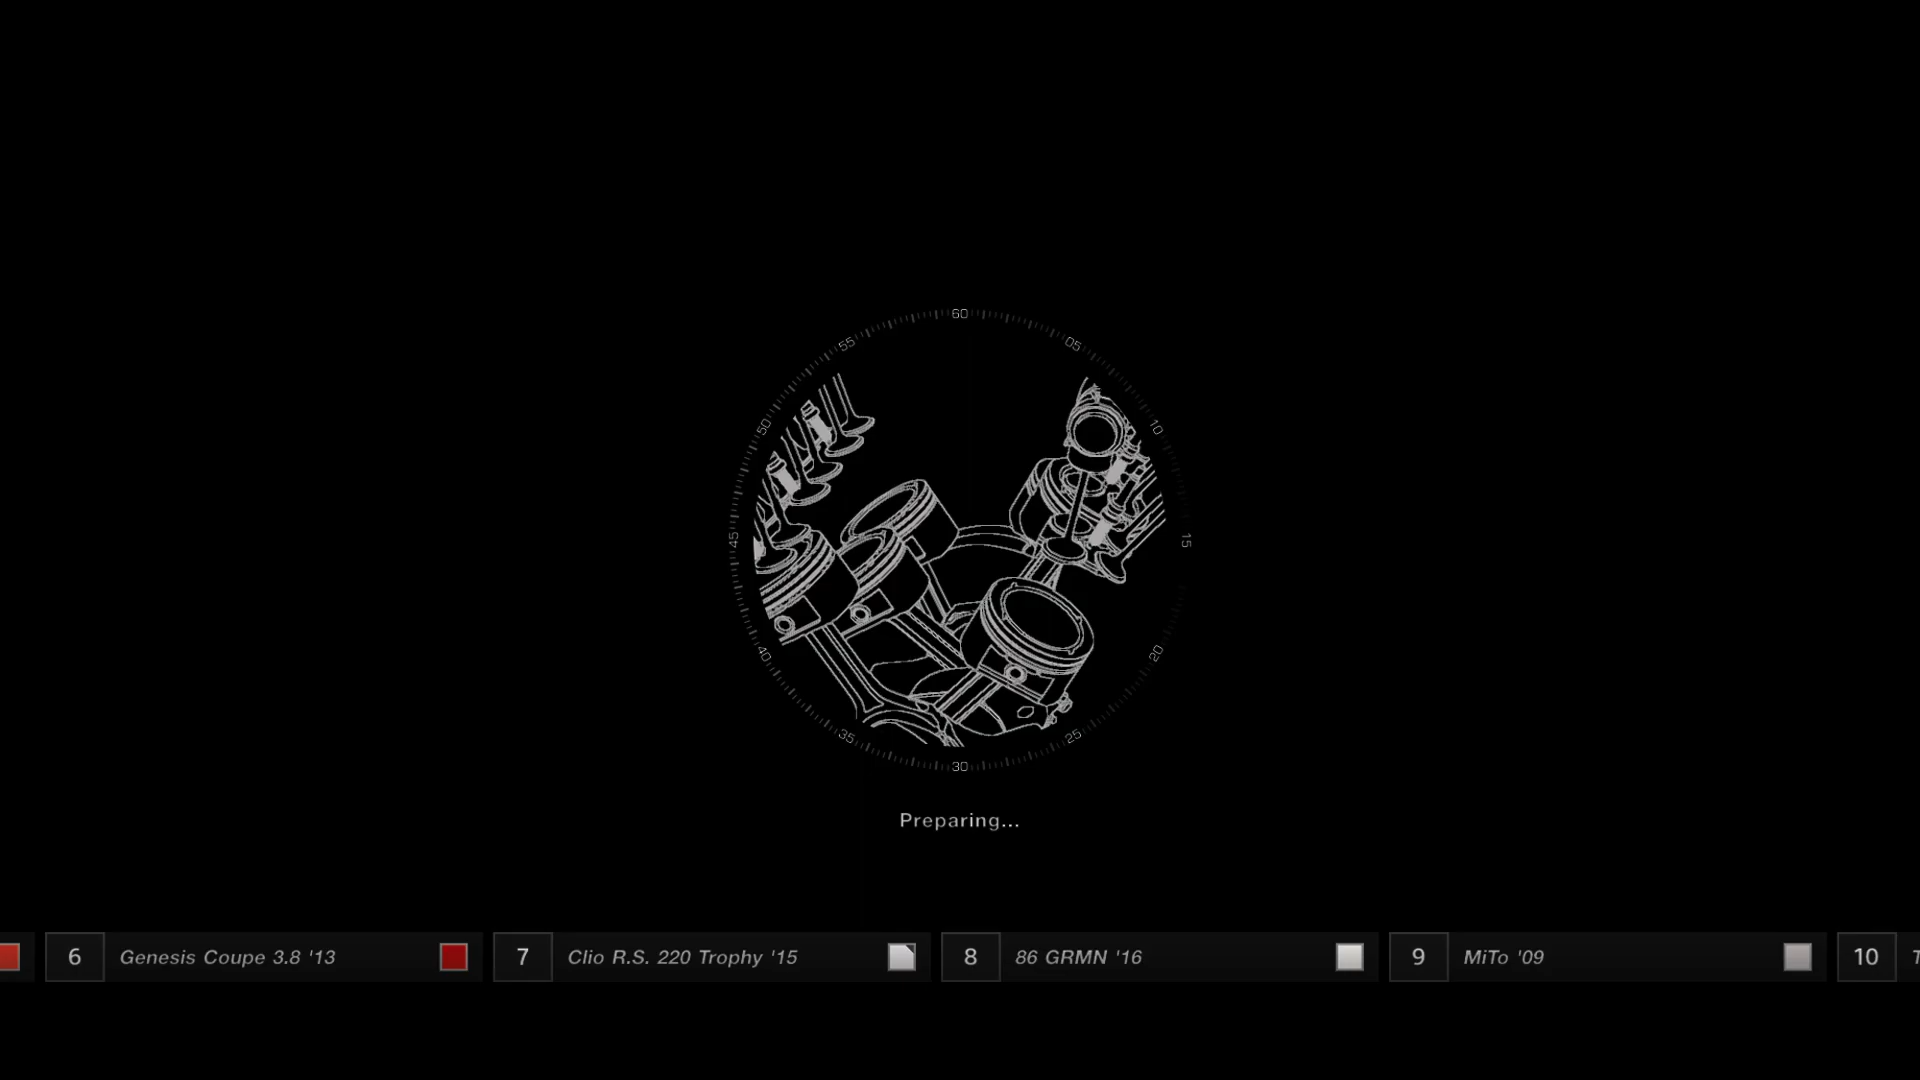 60
55
05
50
10
45
15
40
20
35
25
30
Preparing...
6 Genesis Coupe 3.8 '13
7 Clio R.S. 220 Trophy '15
8 86 GRMN '16
9 MiTo '09
10